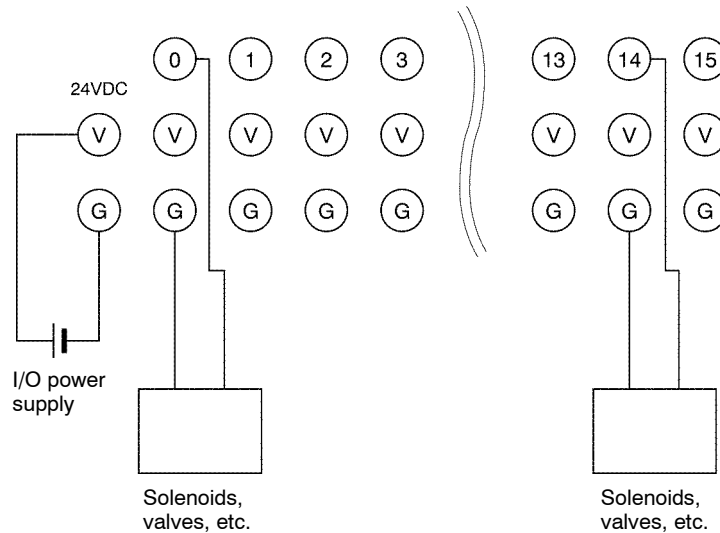 0 1 2 3 13 14 15
24VDC
V V V V V V V V
G G G G G G G G
I/O power
supply
Solenoids,
valves, etc.
Solenoids,
valves, etc.